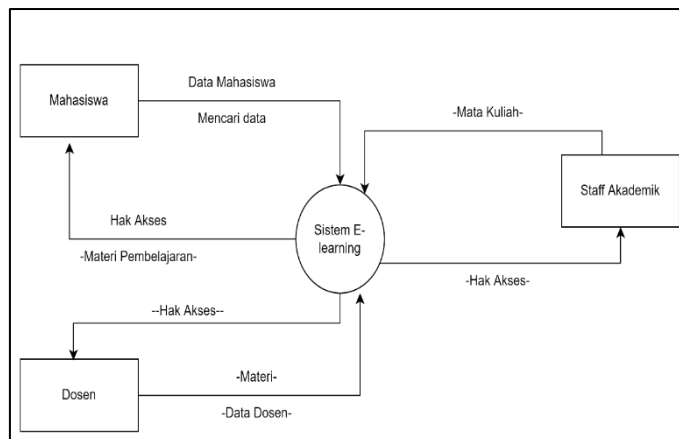 Data Mahasiswa
Mahasiswa
Mencari data
-Mata Kuliah-
Staff Akademik
Hak Akses
Sistem E-
learning
-Materi Pembelajaran-
-Hak Akses-
--Hak Akses--
-Materi-
Dosen
-Data Dosen-